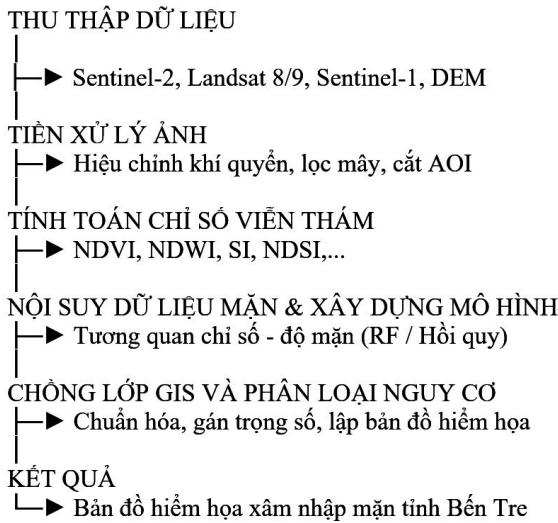 THU THẬP DỮ LIỆU
Sentinel-2, Landsat 8/9, Sentinel-1, DEM
TIỀN XỬ LÝ ẢNH
Hiệu chỉnh khí quyển, lọc mây, cắt AOI
TÍNH TOÁN CHỈ SỐ VIỄN THÁM
NDVI, NDWI, SI, NDSI,...
NỘI SUY DỮ LIỆU MẶN & XÂY DỰNG MÔ HÌNH
Tương quan chỉ số - độ mặn (RF / Hồi quy)
CHỒNG LỚP GIS VÀ PHÂN LOẠI NGUY CƠ
Chuẩn hóa, gán trọng số, lập bản đồ hiểm họa
KẾT QUẢ
Bản đồ hiểm họa xâm nhập mặn tỉnh Bến Tre